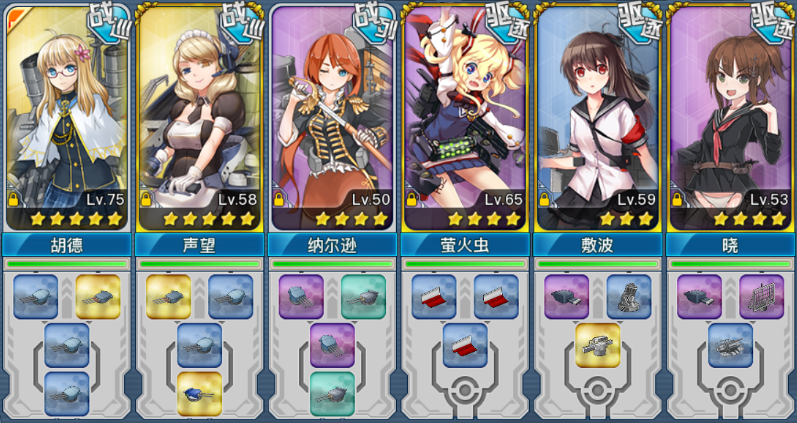 战巡
战巡
战列
驱逐
驱逐
驱逐
Lv.75
Lv.58
Lv.50
Lv.65
Lv.59
Lv.53
胡德
声望
纳尔逊
萤火虫
敷波
晓